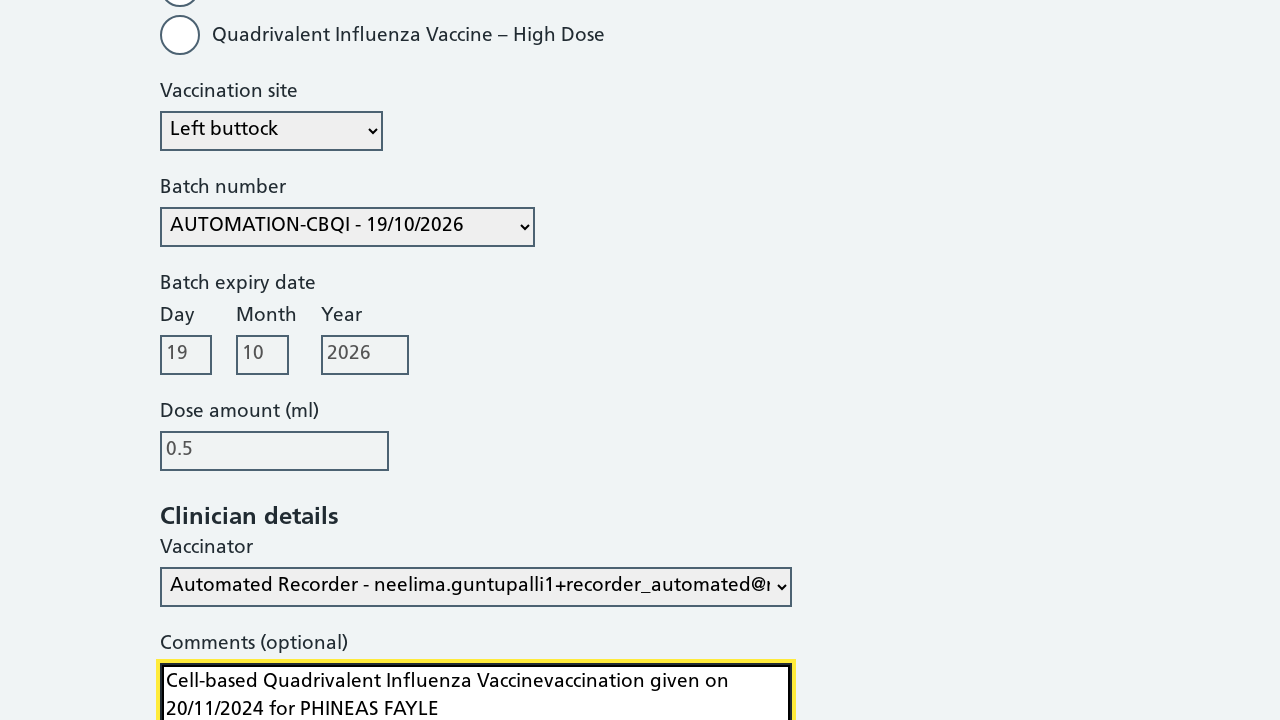 Quadrivalent Influenza Vaccine – High Dose
Vaccination site
Left buttock
Batch number
AUTOMATION-CBQI - 19/10/2026
Batch expiry date
Day Month Year
19 10 2026
Dose amount (ml)
0.5
Clinician details
Vaccinator
Automated Recorder - neelima.guntupalli1+recorder_automated@
Comments (optional)
Cell-based Quadrivalent Influenza Vaccinevaccination given on
20/11/2024 for PHINEAS FAYLE